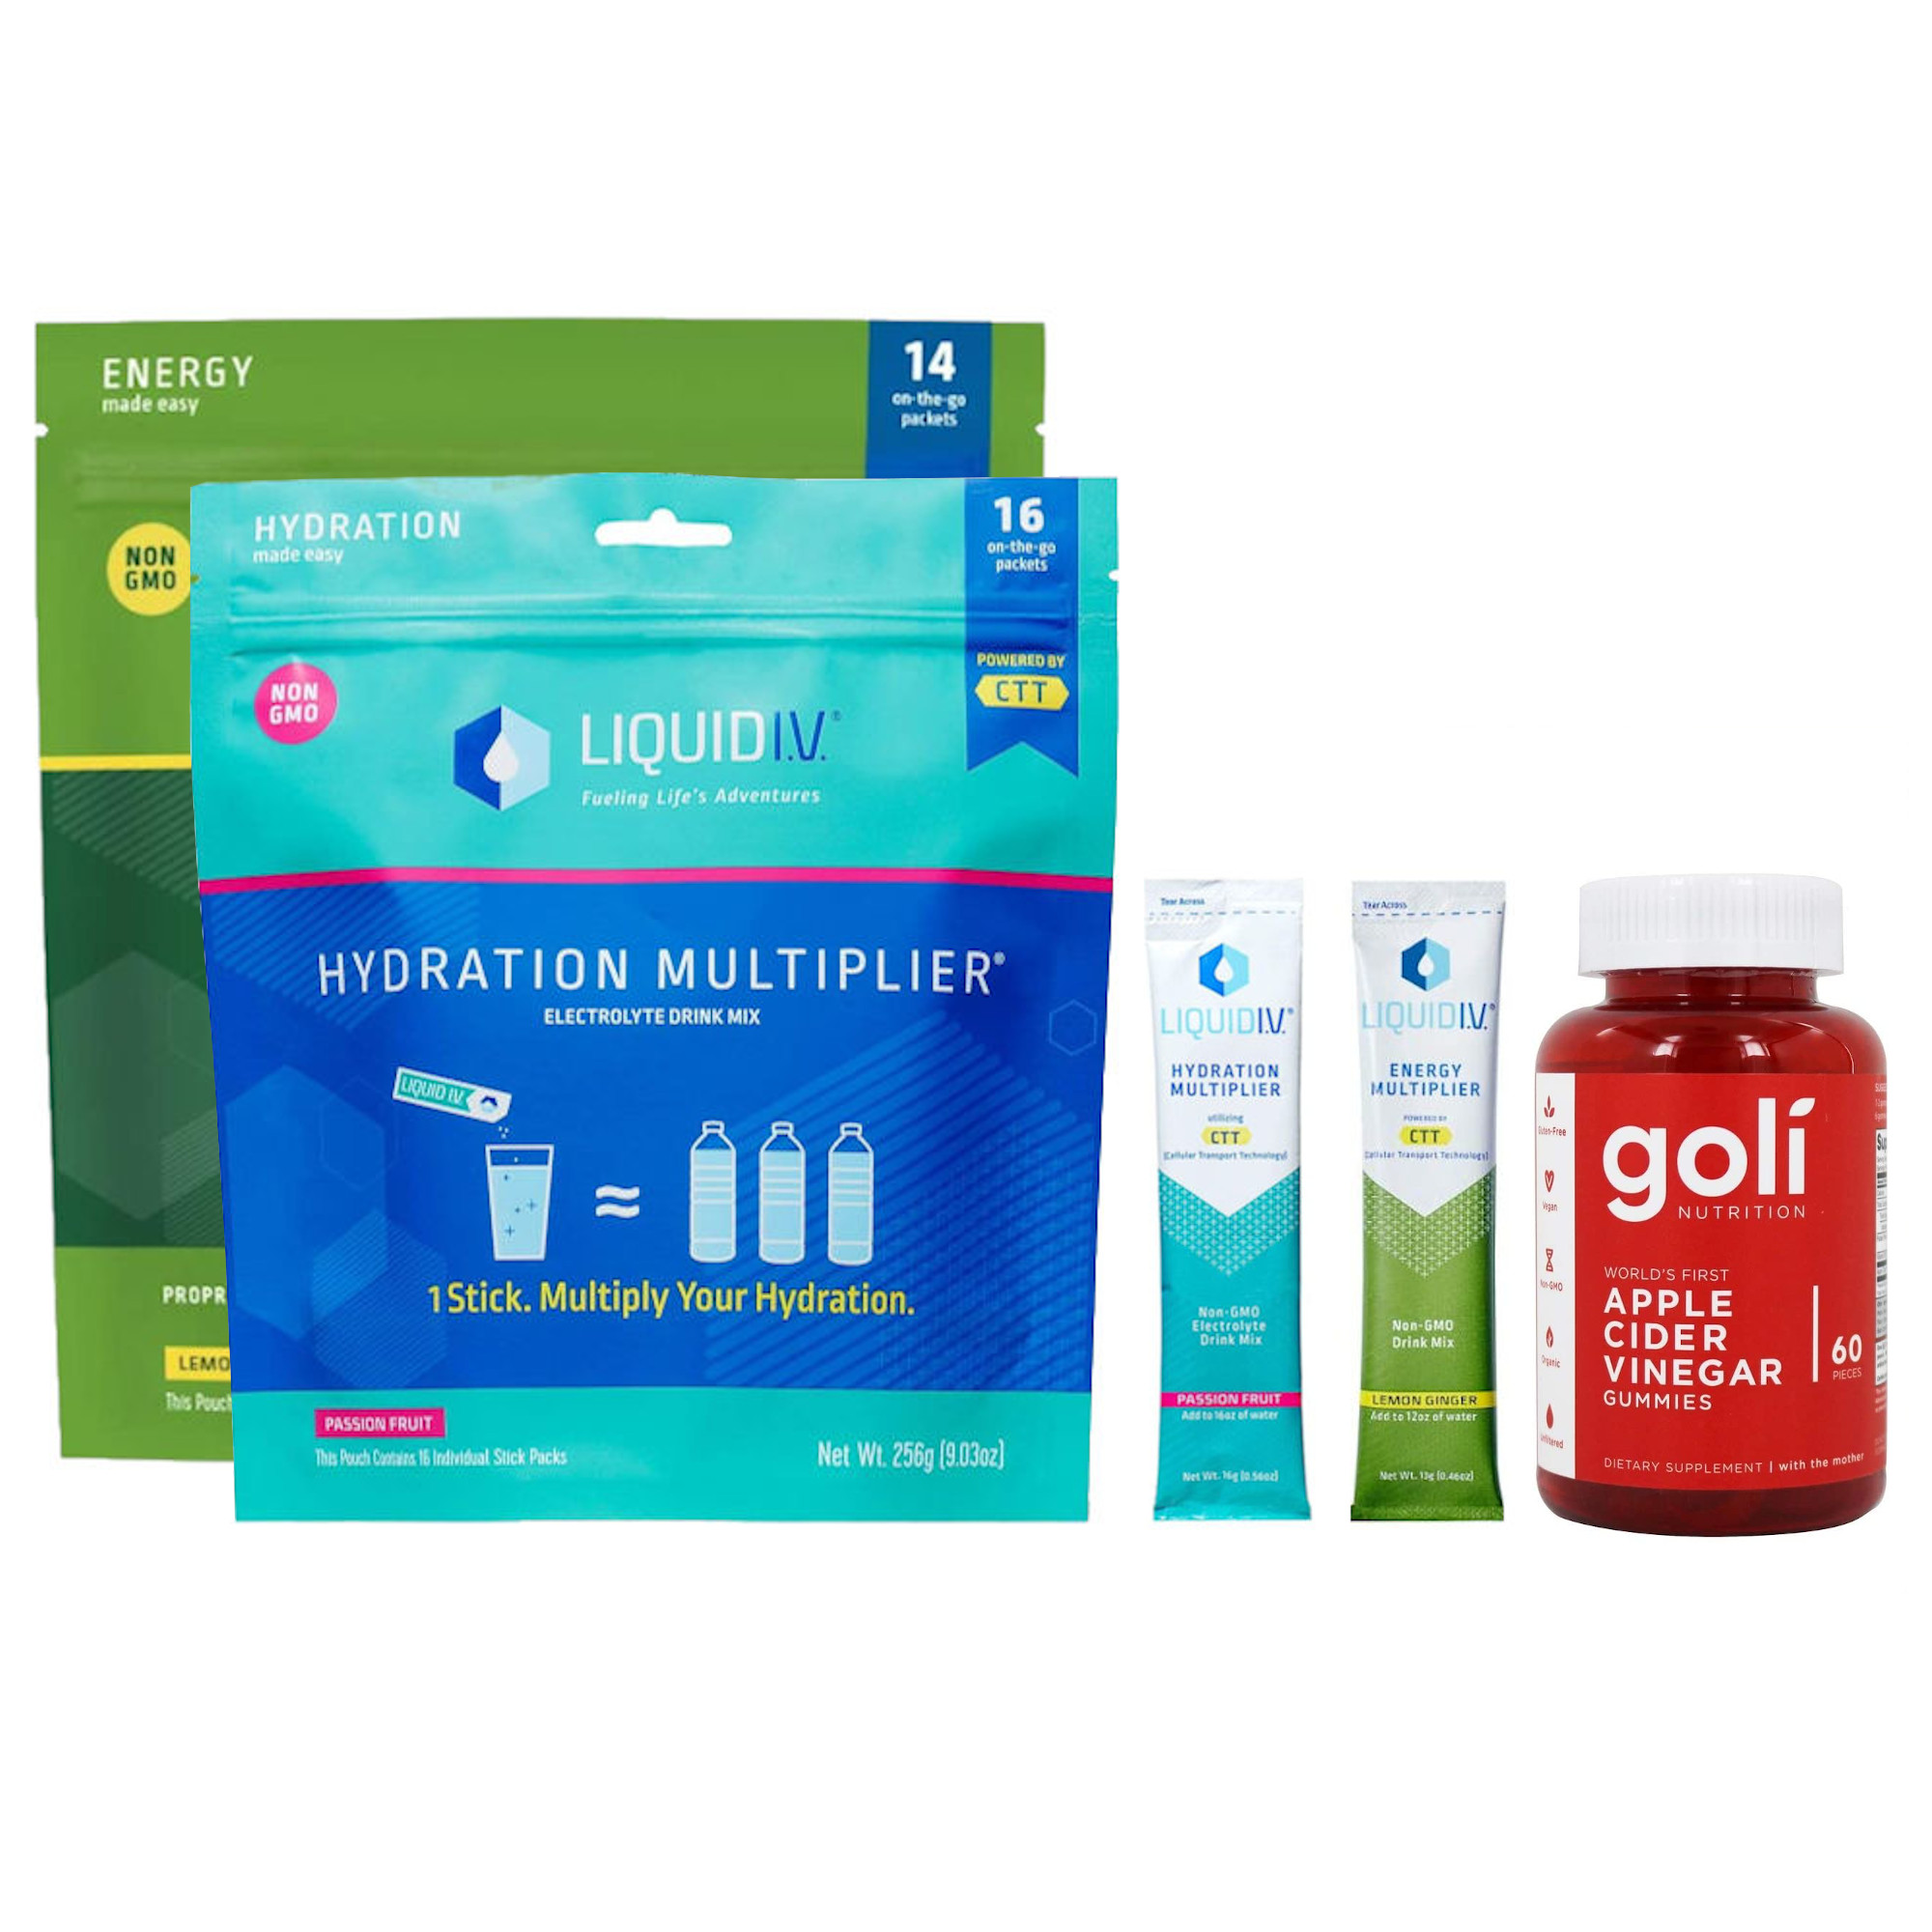 ENERGY
made easy
14
on-the-go
packets
NON
GMO
PROPR
LEMO
This Pouch
HYDRATION
made easy
16
on-the-go
packets
POWERED BY
CTT
NON
GMO
LIQUID I.V.®
Fueling Life's Adventures
HYDRATION MULTIPLIER®
ELECTROLYTE DRINK MIX
LIQUID I.V.
≈
1 Stick. Multiply Your Hydration.
PASSION FRUIT
This Pouch Contains 16 Individual Stick Packs
Net Wt. 256g (9.03oz)
Tear Across
LIQUID I.V.®
HYDRATION
MULTIPLIER
utilizing
CTT
(Cellular Transport Technology)
Non-GMO
Electrolyte
Drink Mix
PASSION FRUIT
Add to 16oz of water
Net Wt. 16g (0.56oz)
Tear Across
LIQUID I.V.®
ENERGY
MULTIPLIER
POWERED BY
CTT
(Cellular Transport Technology)
Non-GMO
Drink Mix
LEMON GINGER
Add to 12oz of water
Net Wt. 13g (0.46oz)
Gluten-Free
Vegan
Non-GMO
Organic
Unfiltered
goli
NUTRITION
WORLD'S FIRST
APPLE
CIDER
VINEGAR
GUMMIES
60
PIECES
DIETARY SUPPLEMENT | with the mother